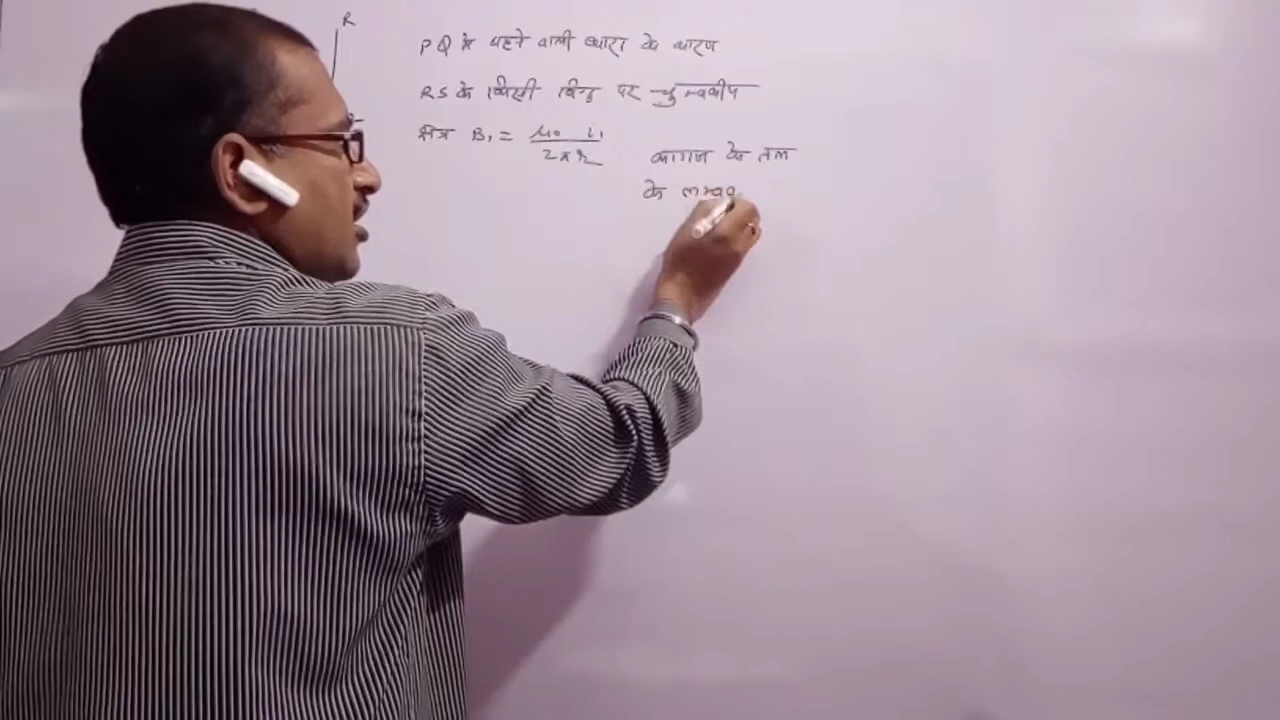 R
PQ मे बहने वाली धारा के कारण
RS के किसी बिन्दु पर चुम्बकीय
क्षेत्र B₁ = μ₀ i₁ / 2πr
कागज के तल
के लम्बव